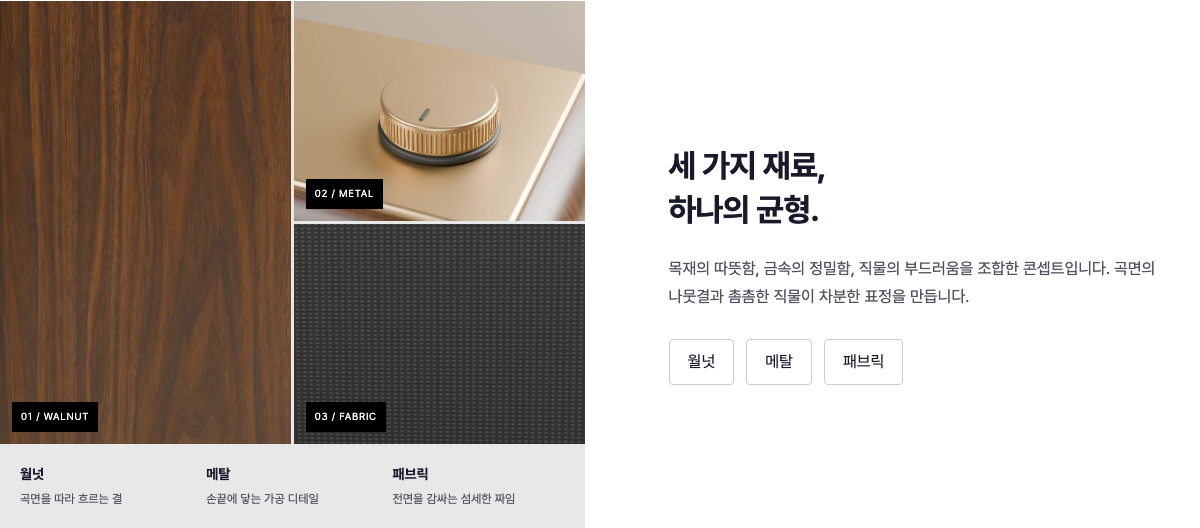 02 / METAL
01 / WALNUT
03 / FABRIC
월넛
곡면을 따라 흐르는 결
메탈
손끝에 닿는 가공 디테일
패브릭
전면을 감싸는 섬세한 짜임
세 가지 재료,
하나의 균형.
목재의 따뜻함, 금속의 정밀함, 직물의 부드러움을 조합한 콘셉트입니다. 곡면의
나뭇결과 촘촘한 직물이 차분한 표정을 만듭니다.
월넛
메탈
패브릭